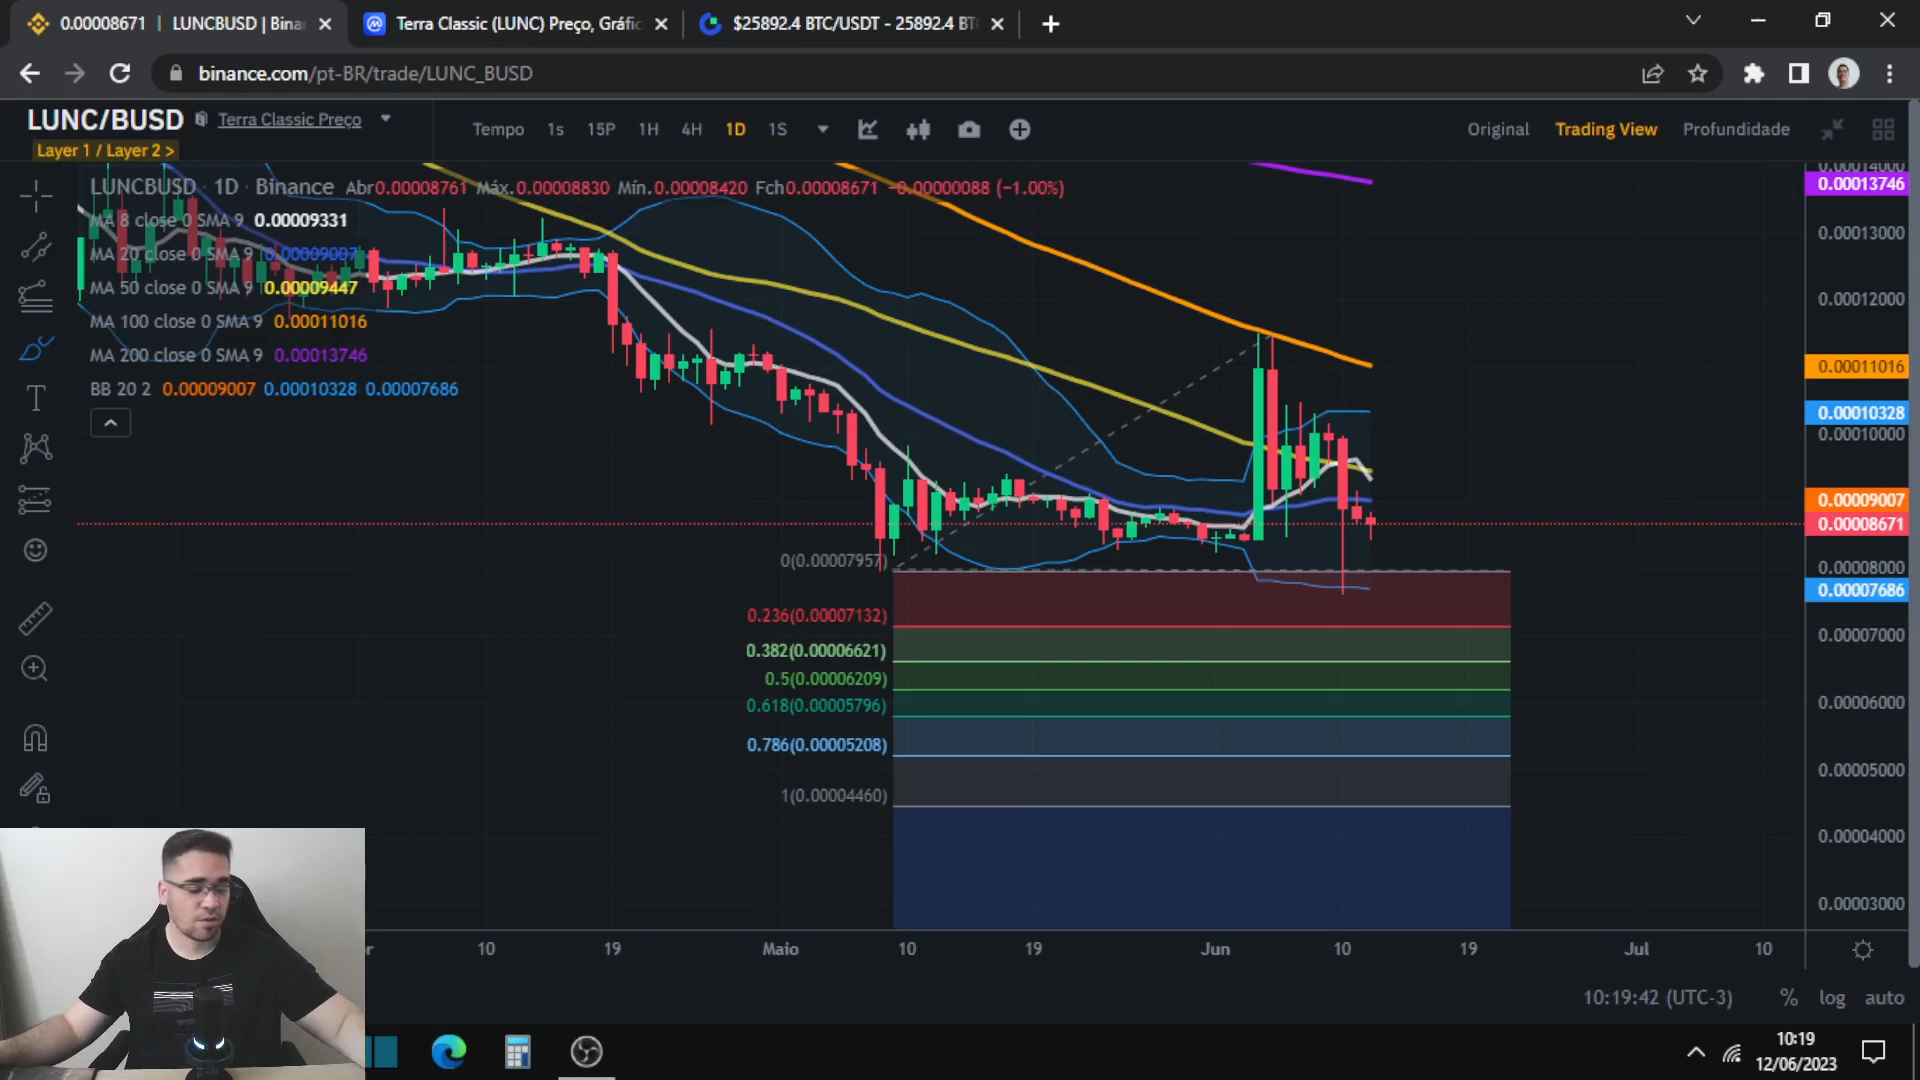 0.00008671 | LUNCBUSD | Bina
Terra Classic (LUNC) Preço, Gráfic
$25892.4 BTC/USDT - 25892.4 BT
binance.com/pt-BR/trade/LUNC_BUSD
LUNC/BUSD
Terra Classic Preço
Layer 1 / Layer 2 >
Tempo 1s 15P 1H 4H 1D 1S
Original Trading View Profundidade
LUNCBUSD · 1D · Binance Abr0.00008761 Máx.0.00008830 Mín.0.00008420 Fch0.00008671 −0.00000088 (−1.00%)
MA 8 close 0 SMA 9 0.00009331
MA 20 close 0 SMA 9 0.00009007
MA 50 close 0 SMA 9 0.00009447
MA 100 close 0 SMA 9 0.00011016
MA 200 close 0 SMA 9 0.00013746
BB 20 2 0.00009007 0.00010328 0.00007686
0.00014000
0.00013746
0.00013000
0.00012000
0.00011016
0.00010328
0.00010000
0.00009007
0.00008671
0.00008000
0.00007686
0.00007000
0.00006000
0.00005000
0.00004000
0.00003000
0(0.00007957)
0.236(0.00007132)
0.382(0.00006621)
0.5(0.00006209)
0.618(0.00005796)
0.786(0.00005208)
1(0.00004460)
10 19 Maio 10 19 Jun 10 19 Jul 10
10:19:42 (UTC-3) % log auto
10:19
12/06/2023